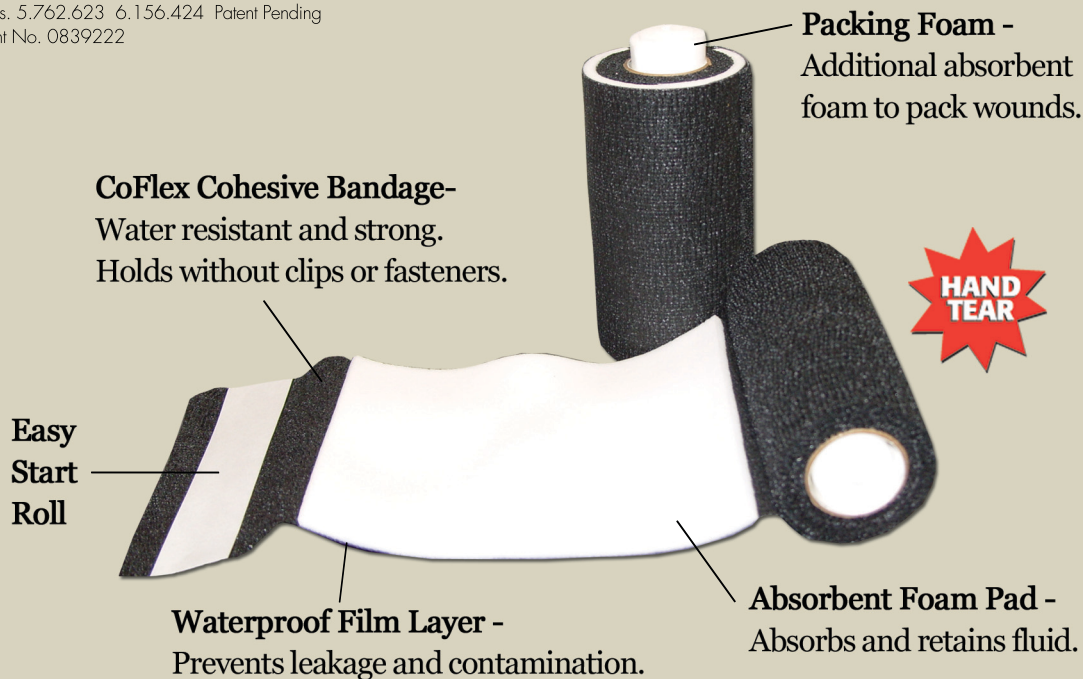 5.762.623 6.156.424 Patent Pending
No. 0839222
Packing Foam -
Additional absorbent
foam to pack wounds.
CoFlex Cohesive Bandage-
Water resistant and strong.
Holds without clips or fasteners.
HAND
TEAR
Easy
Start
Roll
Absorbent Foam Pad -
Absorbs and retains fluid.
Waterproof Film Layer -
Prevents leakage and contamination.